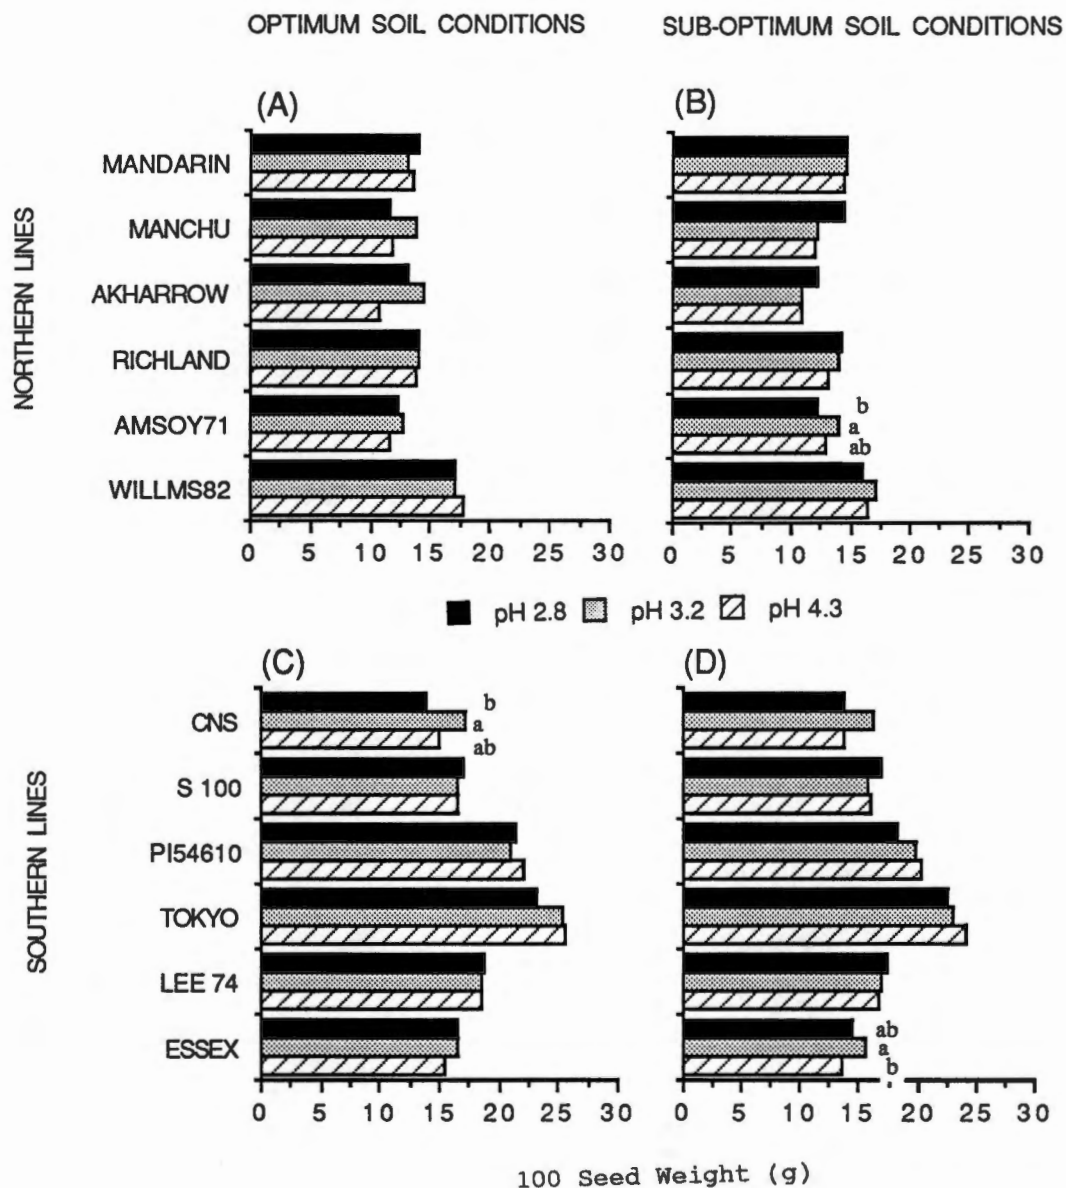 OPTIMUM SOIL CONDITIONS
SUB-OPTIMUM SOIL CONDITIONS
(A)
(B)
NORTHERN LINES
MANDARIN
MANCHU
AKHARROW
RICHLAND
AMSOY71
WILLMS82
b
a
ab
0 5 10 15 20 25 30
0 5 10 15 20 25 30
pH 2.8 pH 3.2 pH 4.3
(C)
(D)
SOUTHERN LINES
CNS
S 100
PI54610
TOKYO
LEE 74
ESSEX
b
a
ab
ab
a
b
0 5 10 15 20 25 30
0 5 10 15 20 25 30
100 Seed Weight (g)